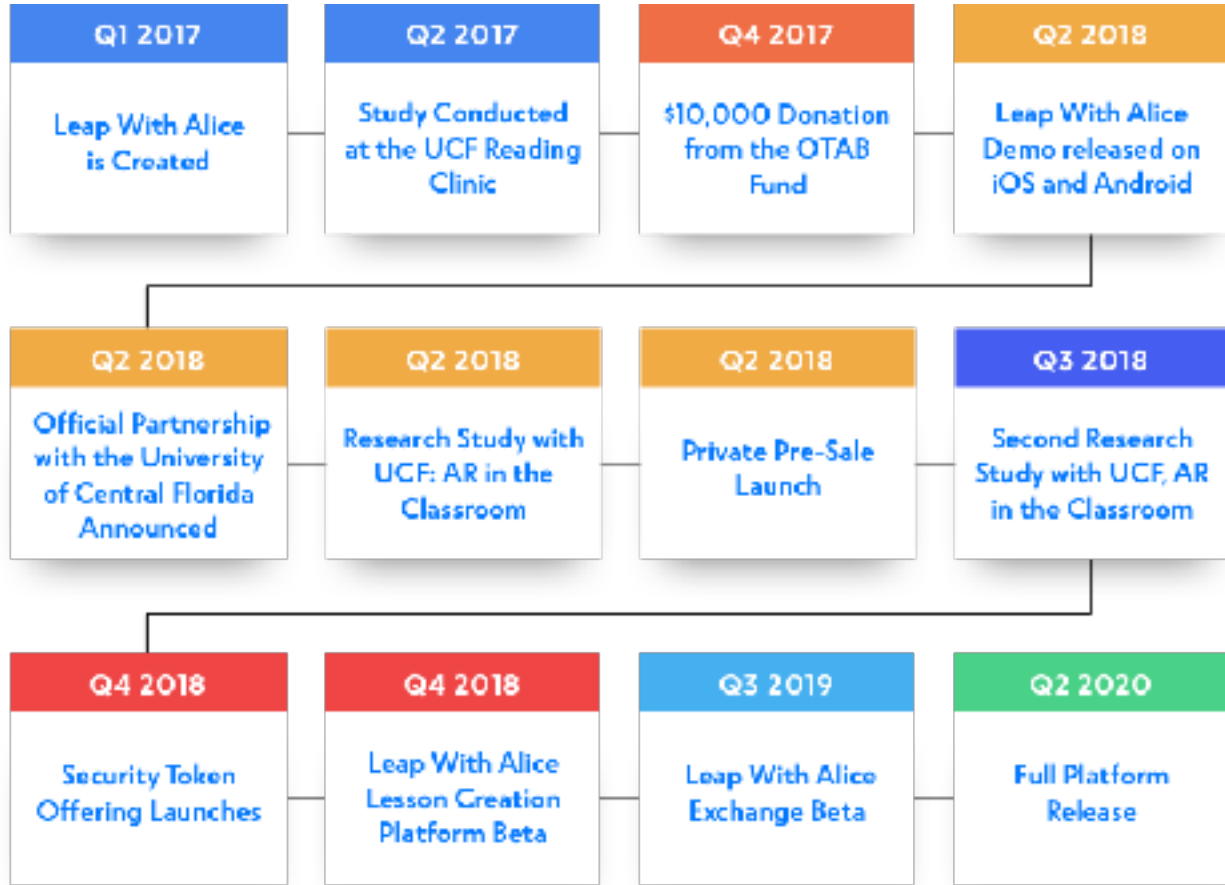 Q1 2017
Leap With Alice
is Created
Q2 2017
Study Conducted
at the UCF Reading
Clinic
Q4 2017
$10,000 Donation
from the OTAB
Fund
Q2 2018
Leap With Alice
Demo released on
iOS and Android
Q2 2018
Official Partnership
with the University
of Central Florida
Announced
Q2 2018
Research Study with
UCF: AR in the
Classroom
Q2 2018
Private Pre-Sale
Launch
Q3 2018
Second Research
Study with UCF, AR
in the Classroom
Q4 2018
Security Token
Offering Launches
Q4 2018
Leap With Alice
Lesson Creation
Platform Beta
Q3 2019
Leap With Alice
Exchange Beta
Q2 2020
Full Platform
Release